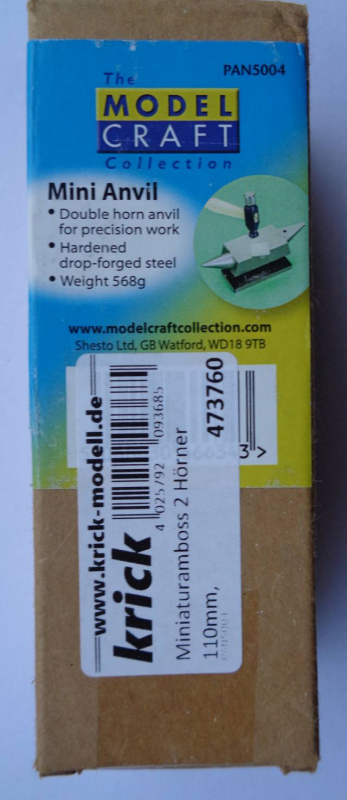 PAN5004
The
MODEL
CRAFT
Collection
Mini Anvil
• Double horn anvil
for precision work
• Hardened
drop-forged steel
• Weight 568g
www.modelcraftcollection.com
Shesto Ltd, GB Watford, WD18 9TB
3 >
www.krick-modell.de
krick
4 025792 093685
Miniaturamboss 2 Hörner
473760
110mm,
PAN5004